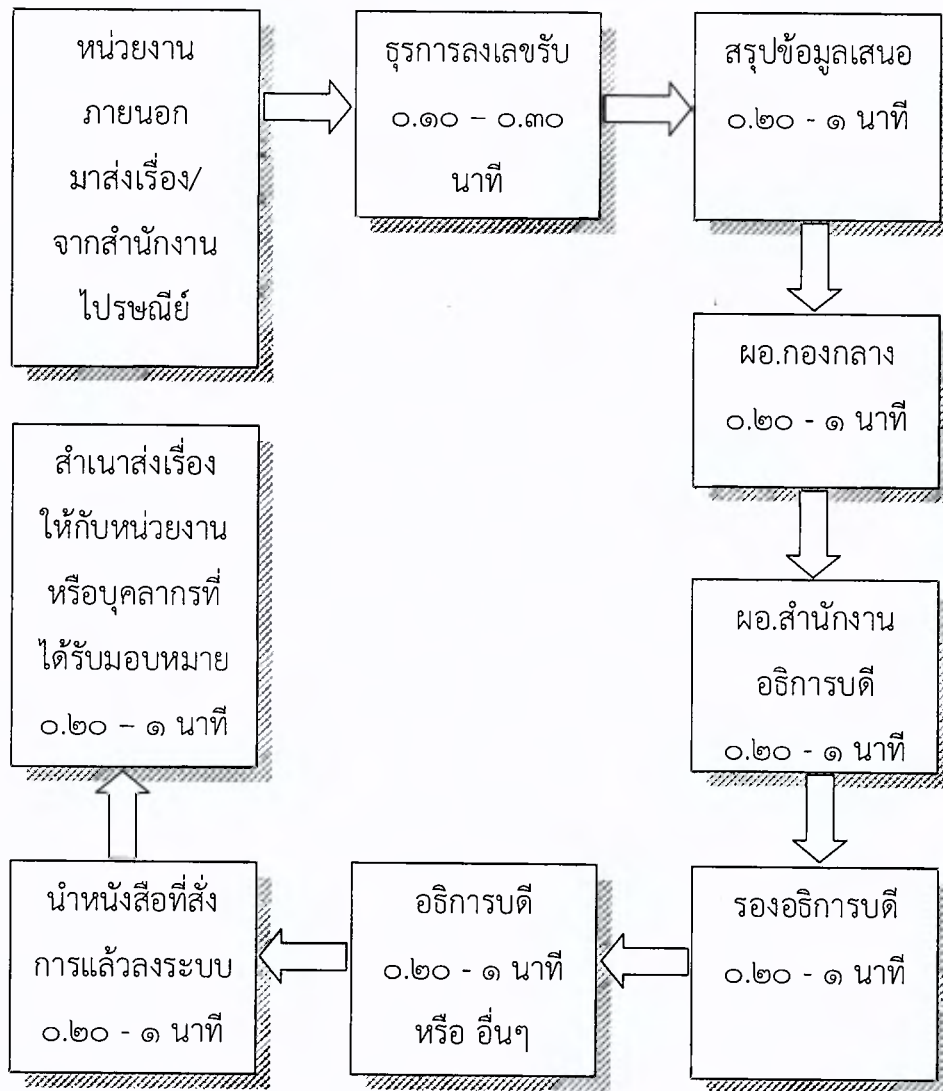 หน่วยงาน
ภายนอก
มาส่งเรื่อง/
จากสำนักงาน
ไปรษณีย์
ธุรการลงเลขรับ
๐.๑๐ – ๐.๓๐
นาที
สรุปข้อมูลเสนอ
๐.๒๐ - ๑ นาที
ผอ.กองกลาง
๐.๒๐ - ๑ นาที
ผอ.สำนักงาน
อธิการบดี
๐.๒๐ - ๑ นาที
รองอธิการบดี
๐.๒๐ - ๑ นาที
อธิการบดี
๐.๒๐ - ๑ นาที
หรือ อื่นๆ
นำหนังสือที่สั่ง
การแล้วลงระบบ
๐.๒๐ - ๑ นาที
สำเนาส่งเรื่อง
ให้กับหน่วยงาน
หรือบุคลากรที่
ได้รับมอบหมาย
๐.๒๐ – ๑ นาที